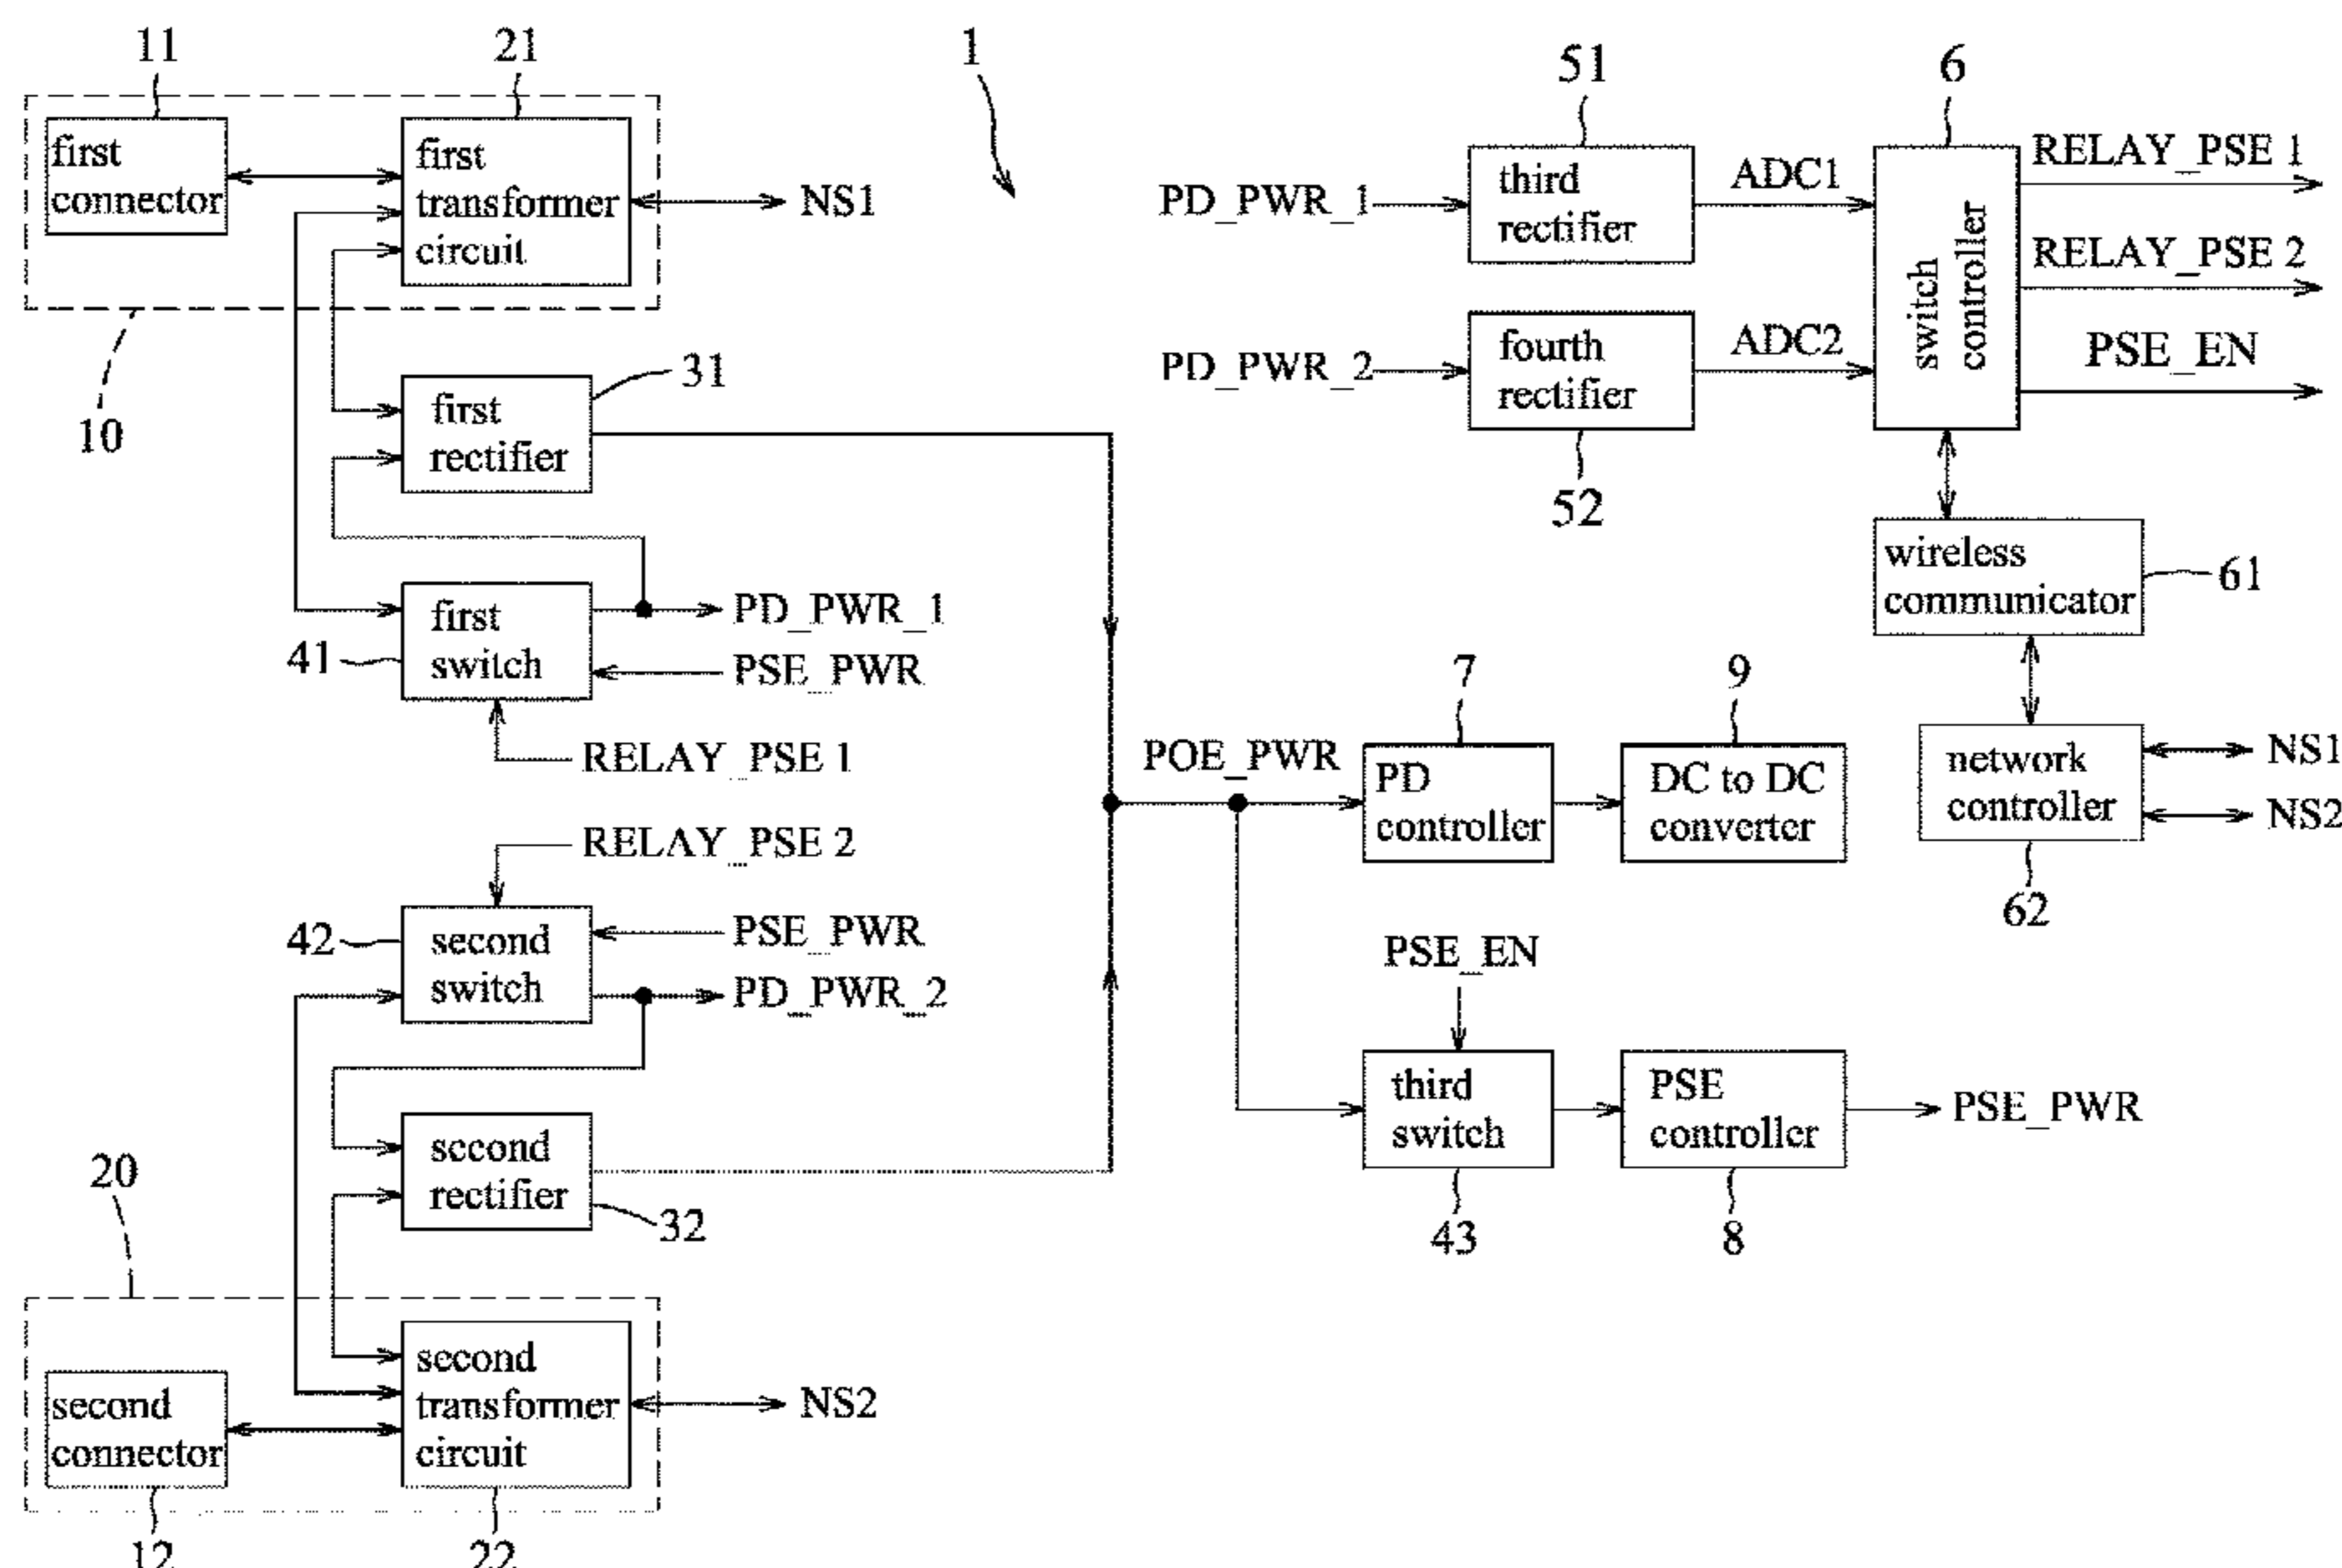 11
21
1
51
6
first
connector
first
transformer
circuit
NS1
PD_PWR_1
third
rectifier
ADC1
switch
controller
RELAY_PSE 1
RELAY_PSE 2
PSE_EN
PD_PWR_2
fourth
rectifier
ADC2
52
10
first
rectifier
31
wireless
communicator
61
first
switch
41
PD_PWR_1
PSE_PWR
RELAY_PSE 1
7
9
POE_PWR
PD
controller
DC to DC
converter
network
controller
NS1
NS2
62
RELAY_PSE 2
42
second
switch
PSE_PWR
PD_PWR_2
PSE_EN
third
switch
PSE
controller
PSE_PWR
43
8
20
second
rectifier
32
second
connector
second
transformer
circuit
NS2
12
22